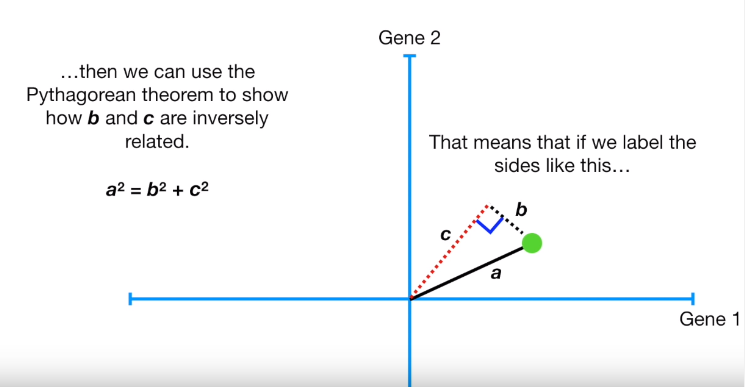 Gene 2
…then we can use the
Pythagorean theorem to show
how b and c are inversely
related.
a² = b² + c²
That means that if we label the
sides like this…
b
c
a
Gene 1